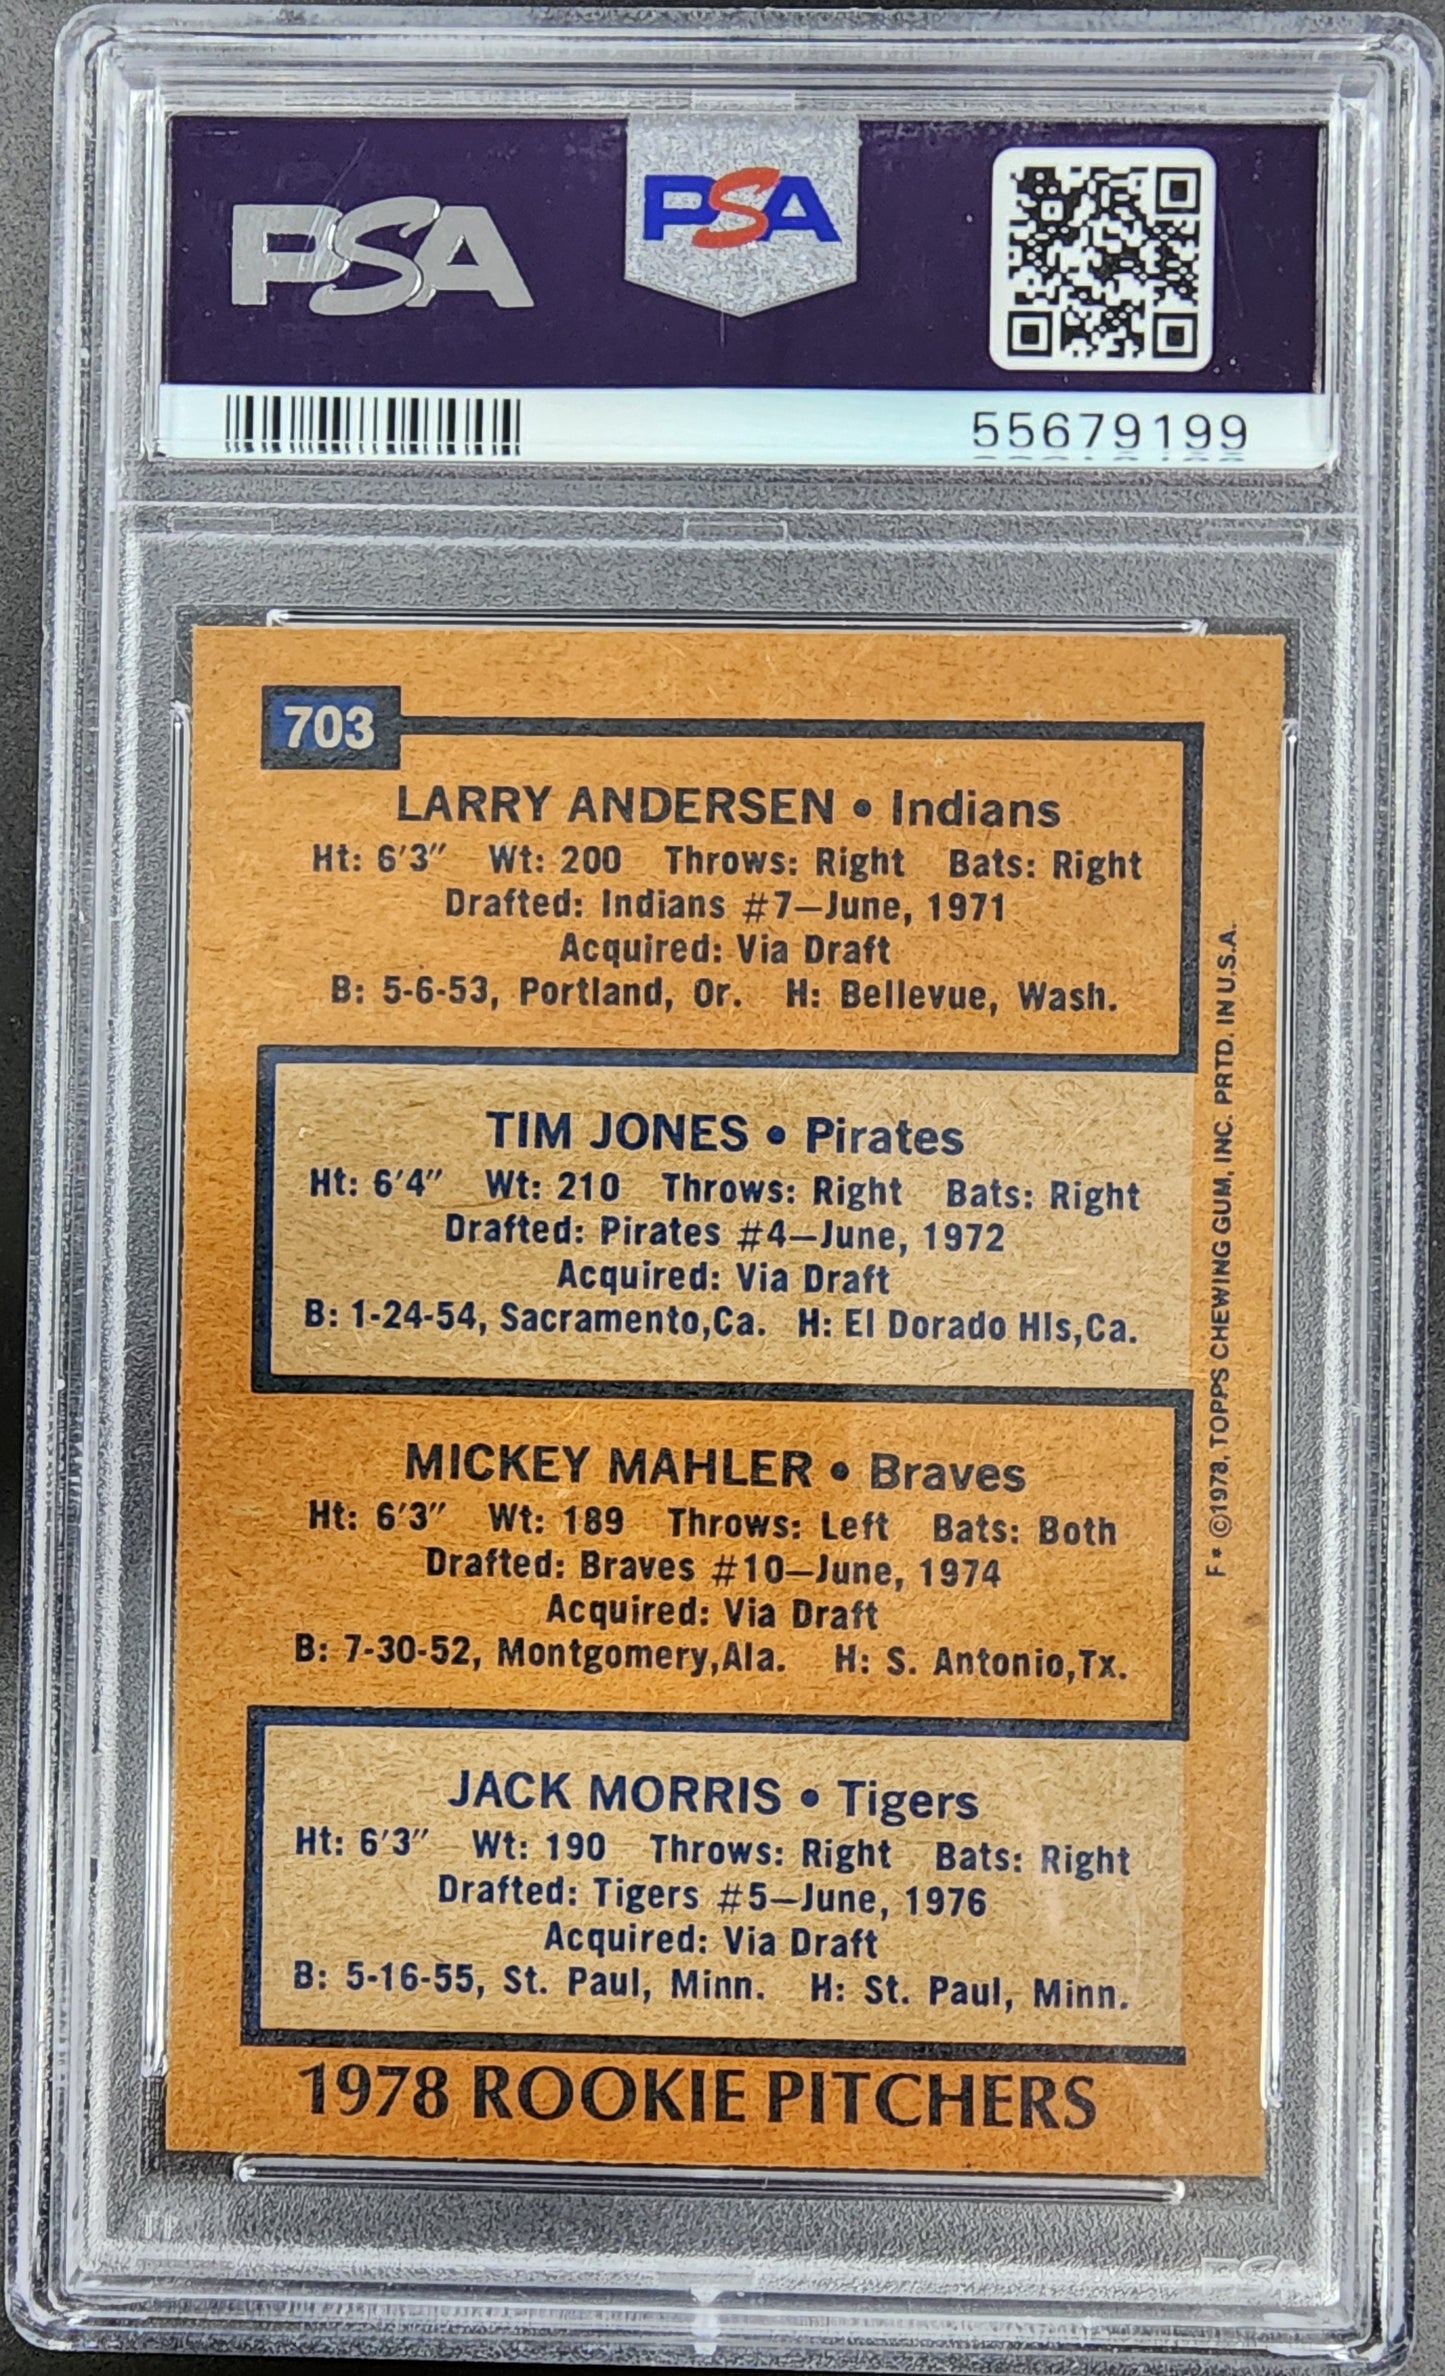 PSA
PSA
55679199
703
LARRY ANDERSEN • Indians
Ht: 6'3" Wt: 200 Throws: Right Bats: Right
Drafted: Indians #7—June, 1971
Acquired: Via Draft
B: 5-6-53, Portland, Or. H: Bellevue, Wash.
TIM JONES • Pirates
Ht: 6'4" Wt: 210 Throws: Right Bats: Right
Drafted: Pirates #4—June, 1972
Acquired: Via Draft
B: 1-24-54, Sacramento,Ca. H: El Dorado Hls,Ca.
MICKEY MAHLER • Braves
Ht: 6'3" Wt: 189 Throws: Left Bats: Both
Drafted: Braves #10—June, 1974
Acquired: Via Draft
B: 7-30-52, Montgomery,Ala. H: S. Antonio,Tx.
JACK MORRIS • Tigers
Ht: 6'3" Wt: 190 Throws: Right Bats: Right
Drafted: Tigers #5—June, 1976
Acquired: Via Draft
B: 5-16-55, St. Paul, Minn. H: St. Paul, Minn.
1978 ROOKIE PITCHERS
F* ©1978, TOPPS CHEWING GUM, INC. PRTD. IN U.S.A.
PSA